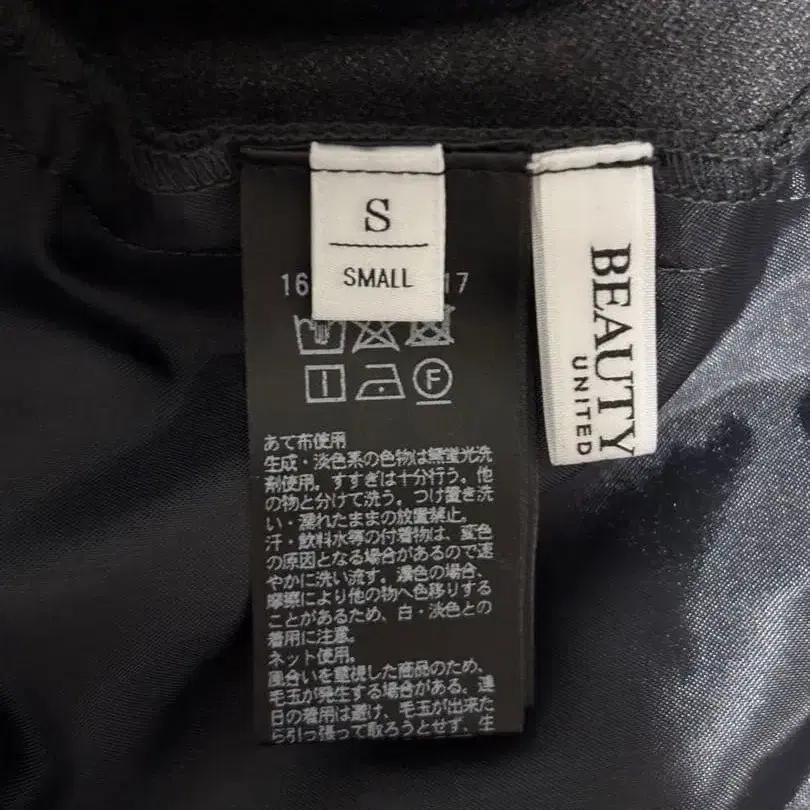 S
SMALL
16
17
BEAUTY
UNITED
F
あて布使用
生成・淡色系の色物は無蛍光洗
剤使用。すすぎは十分行う。他
の物と分けて洗う。つけ置き洗
い・濡れたままの放置禁止。
汗・飲料水等の付着物は、変色
の原因となる場合があるので速
やかに洗い流す。濃色の場合、
摩擦により他の物へ色移りする
ことがあるため、白・淡色との
着用に注意。
ネット使用。
風合いを重視した商品のため、
毛玉が発生する場合がある。連
日の着用は避け、毛玉が出来た
ら引っ張って取ろうとせず、生